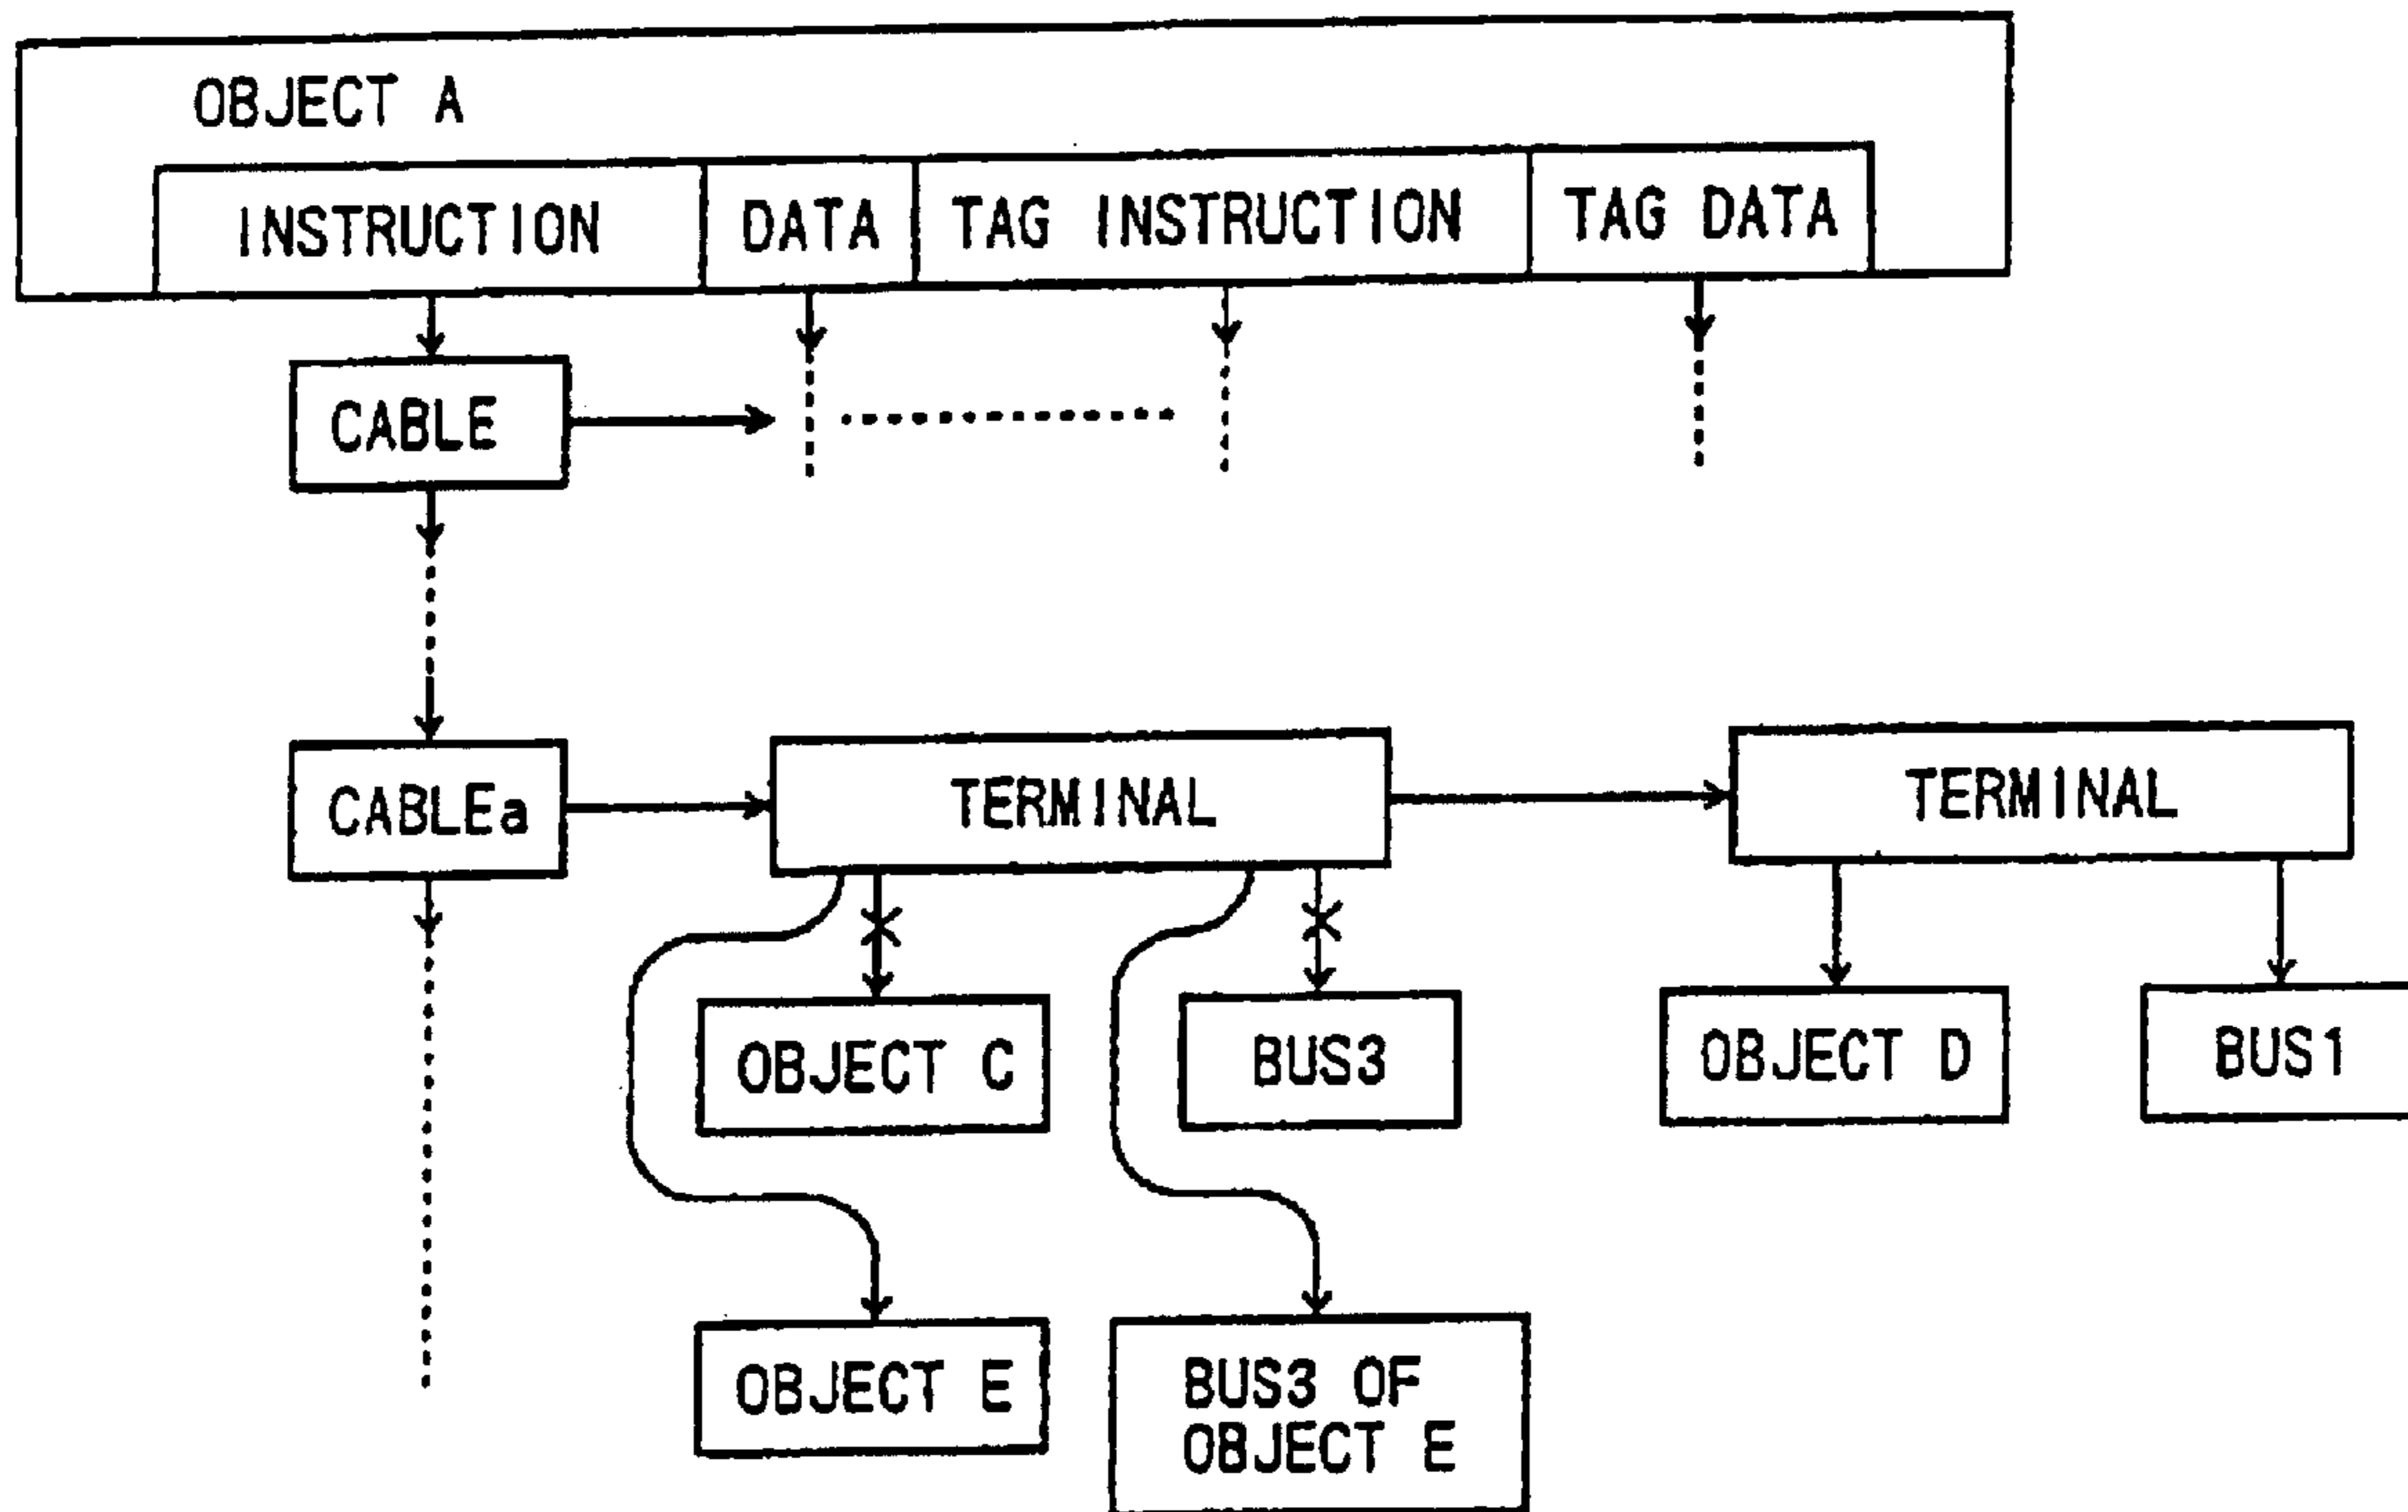 OBJECT A
INSTRUCTION DATA TAG INSTRUCTION TAG DATA
CABLE
CABLEa TERMINAL TERMINAL
OBJECT C BUS3 OBJECT D BUS1
OBJECT E BUS3 OF
OBJECT E